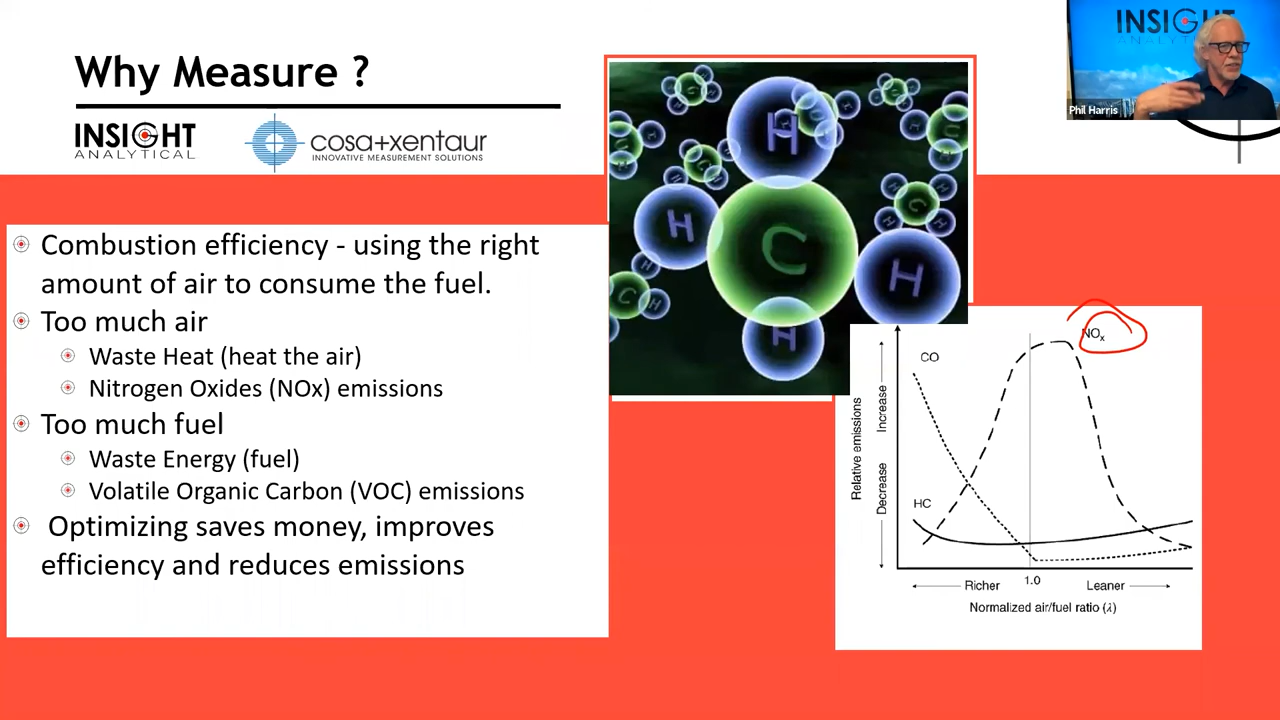 Why Measure ?
INSIGHT
ANALYTICAL
cosa+xentaur
INNOVATIVE MEASUREMENT SOLUTIONS
Combustion efficiency - using the right
amount of air to consume the fuel.
Too much air
Waste Heat (heat the air)
Nitrogen Oxides (NOx) emissions
Too much fuel
Waste Energy (fuel)
Volatile Organic Carbon (VOC) emissions
Optimizing saves money, improves
efficiency and reduces emissions
H
H
C
H
H
NOx
CO
HC
Relative emissions
Increase
Decrease
Richer
1.0
Leaner
Normalized air/fuel ratio (λ)
INSIG
Phil Harris